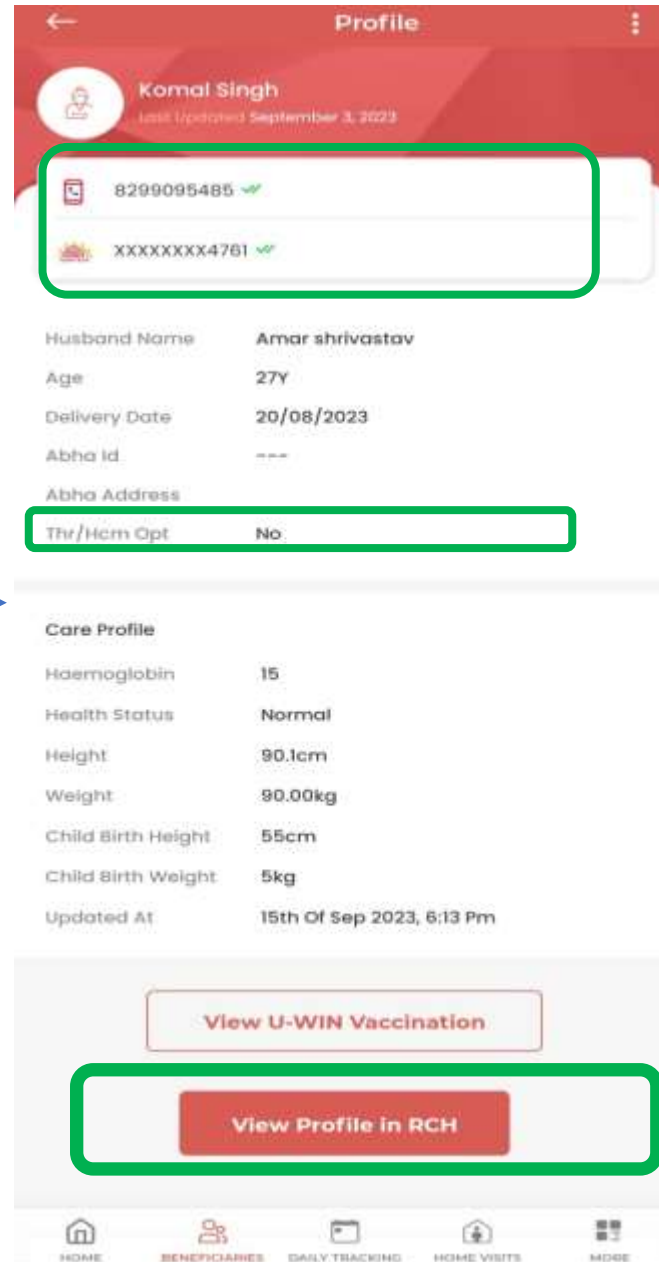 Profile
Komal Singh
Last Updated September 3, 2023
8299095485
XXXXXXXX4761
Husband Name Amar shrivastav
Age 27Y
Delivery Date 20/08/2023
Abha Id ---
Abha Address
Thr/Hcm Opt No
Care Profile
Haemoglobin 15
Health Status Normal
Height 90.1cm
Weight 90.00kg
Child Birth Height 55cm
Child Birth Weight 5kg
Updated At 15th Of Sep 2023, 6:13 Pm
View U-WIN Vaccination
View Profile in RCH
HOME BENEFICIARIES DAILY TRACKING HOME VISITS MORE